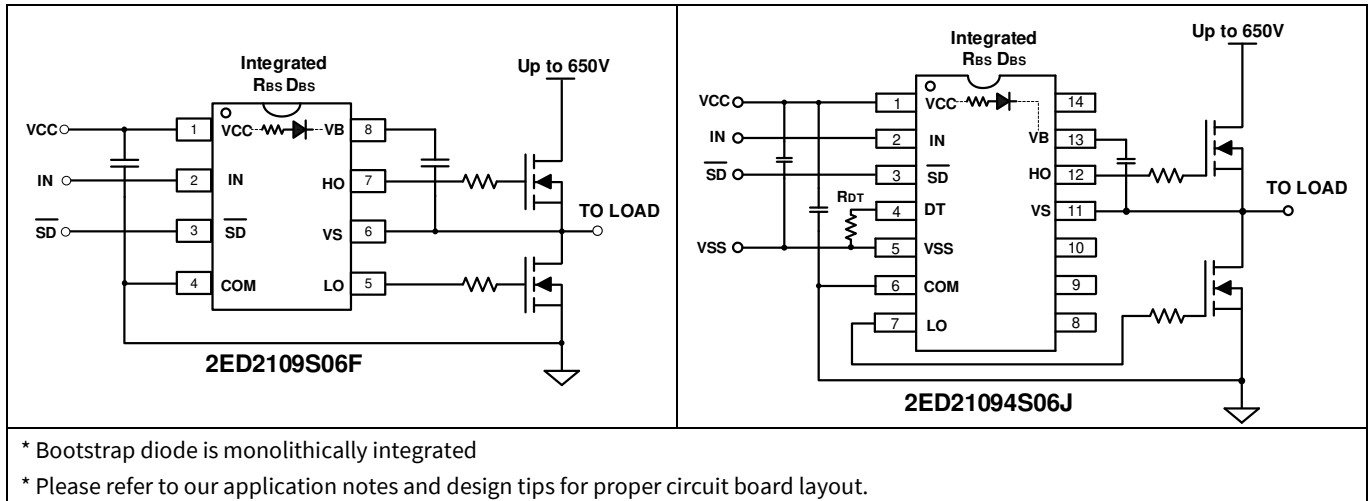 Integrated
RBS DBS
Up to 650V
VCC
1
VCC
VB
8
IN
2
IN
HO
7
TO LOAD
SD
3
SD
VS
6
4
COM
LO
5
2ED2109S06F
Integrated
RBS DBS
Up to 650V
VCC
1
VCC
14
IN
2
IN
VB
13
SD
3
SD
HO
12
TO LOAD
RDT
4
DT
VS
11
VSS
5
VSS
10
6
COM
9
7
LO
8
2ED21094S06J
* Bootstrap diode is monolithically integrated
* Please refer to our application notes and design tips for proper circuit board layout.